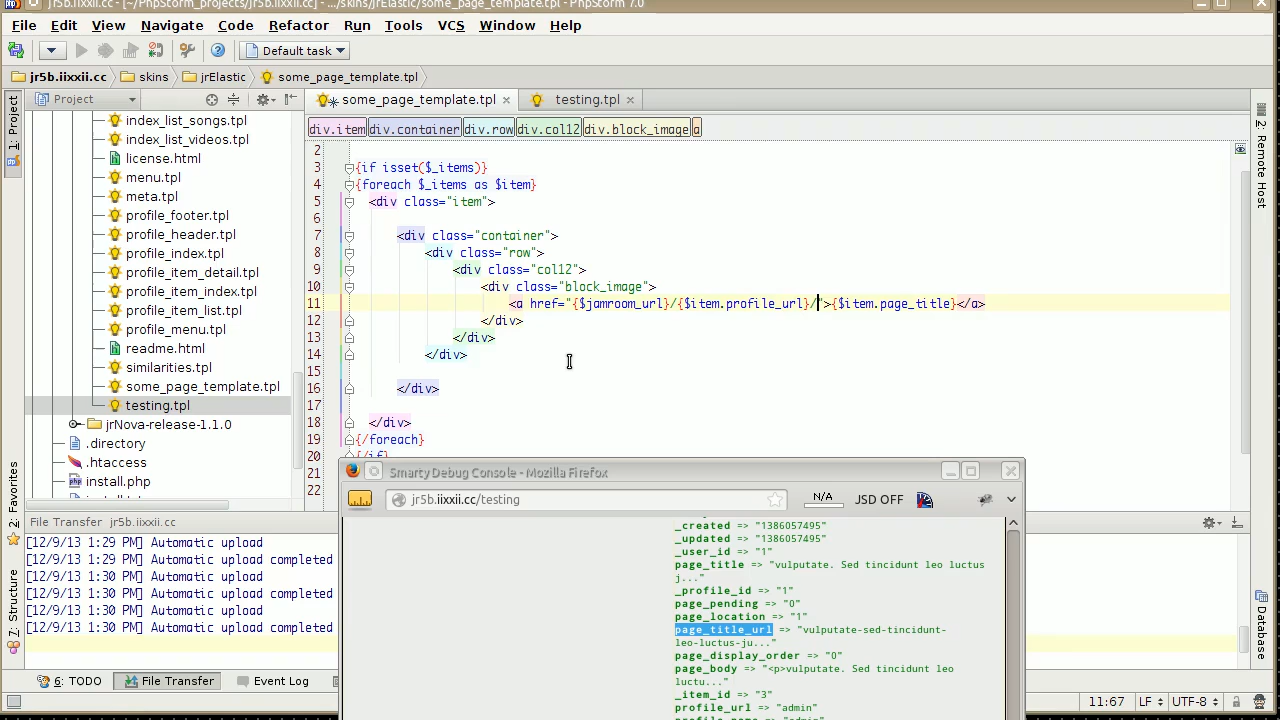 jr5b.iixxii.cc - [~/PhpStorm_projects/jr5b.iixxii.cc] - .../skins/jrElastic/some_page_template.tpl - PhpStorm 7.0
File Edit View Navigate Code Refactor Run Tools VCS Window Help
Default task
jr5b.iixxii.cc skins jrElastic some_page_template.tpl
1: Project
2: Favorites
7: Structure
Project
index_list_songs.tpl
index_list_videos.tpl
license.html
menu.tpl
meta.tpl
profile_footer.tpl
profile_header.tpl
profile_index.tpl
profile_item_detail.tpl
profile_item_index.tpl
profile_item_list.tpl
profile_menu.tpl
readme.html
similarities.tpl
some_page_template.tpl
testing.tpl
jrNova-release-1.1.0
.directory
.htaccess
install.php
some_page_template.tpl testing.tpl
div.item div.container div.row div.col12 div.block_image a
2
3 {if isset($_items)}
4 {foreach $_items as $item}
5 <div class="item">
6
7 <div class="container">
8 <div class="row">
9 <div class="col12">
10 <div class="block_image">
11 <a href="{$jamroom_url}/{$item.profile_url}/">{$item.page_title}</a>
12 </div>
13 </div>
14 </div>
15
16 </div>
17
18 </div>
19 {/foreach}
20 {/if}
21
22
2: Remote Host
Database
File Transfer jr5b.iixxii.cc
[12/9/13 1:29 PM] Automatic upload
[12/9/13 1:29 PM] Automatic upload completed
[12/9/13 1:30 PM] Automatic upload
[12/9/13 1:30 PM] Automatic upload completed
[12/9/13 1:30 PM] Automatic upload
[12/9/13 1:30 PM] Automatic upload completed
Smarty Debug Console - Mozilla Firefox
jr5b.iixxii.cc/testing N/A JSD OFF
_created => "1386057495"
_updated => "1386057495"
_user_id => "1"
page_title => "vulputate. Sed tincidunt leo luctus
j..."
_profile_id => "1"
page_pending => "0"
page_location => "1"
page_title_url => "vulputate-sed-tincidunt-
leo-luctus-ju..."
page_display_order => "0"
page_body => "<p>vulputate. Sed tincidunt leo
luctu..."
_item_id => "3"
profile_url => "admin"
6: TODO File Transfer Event Log
11:67 LF UTF-8